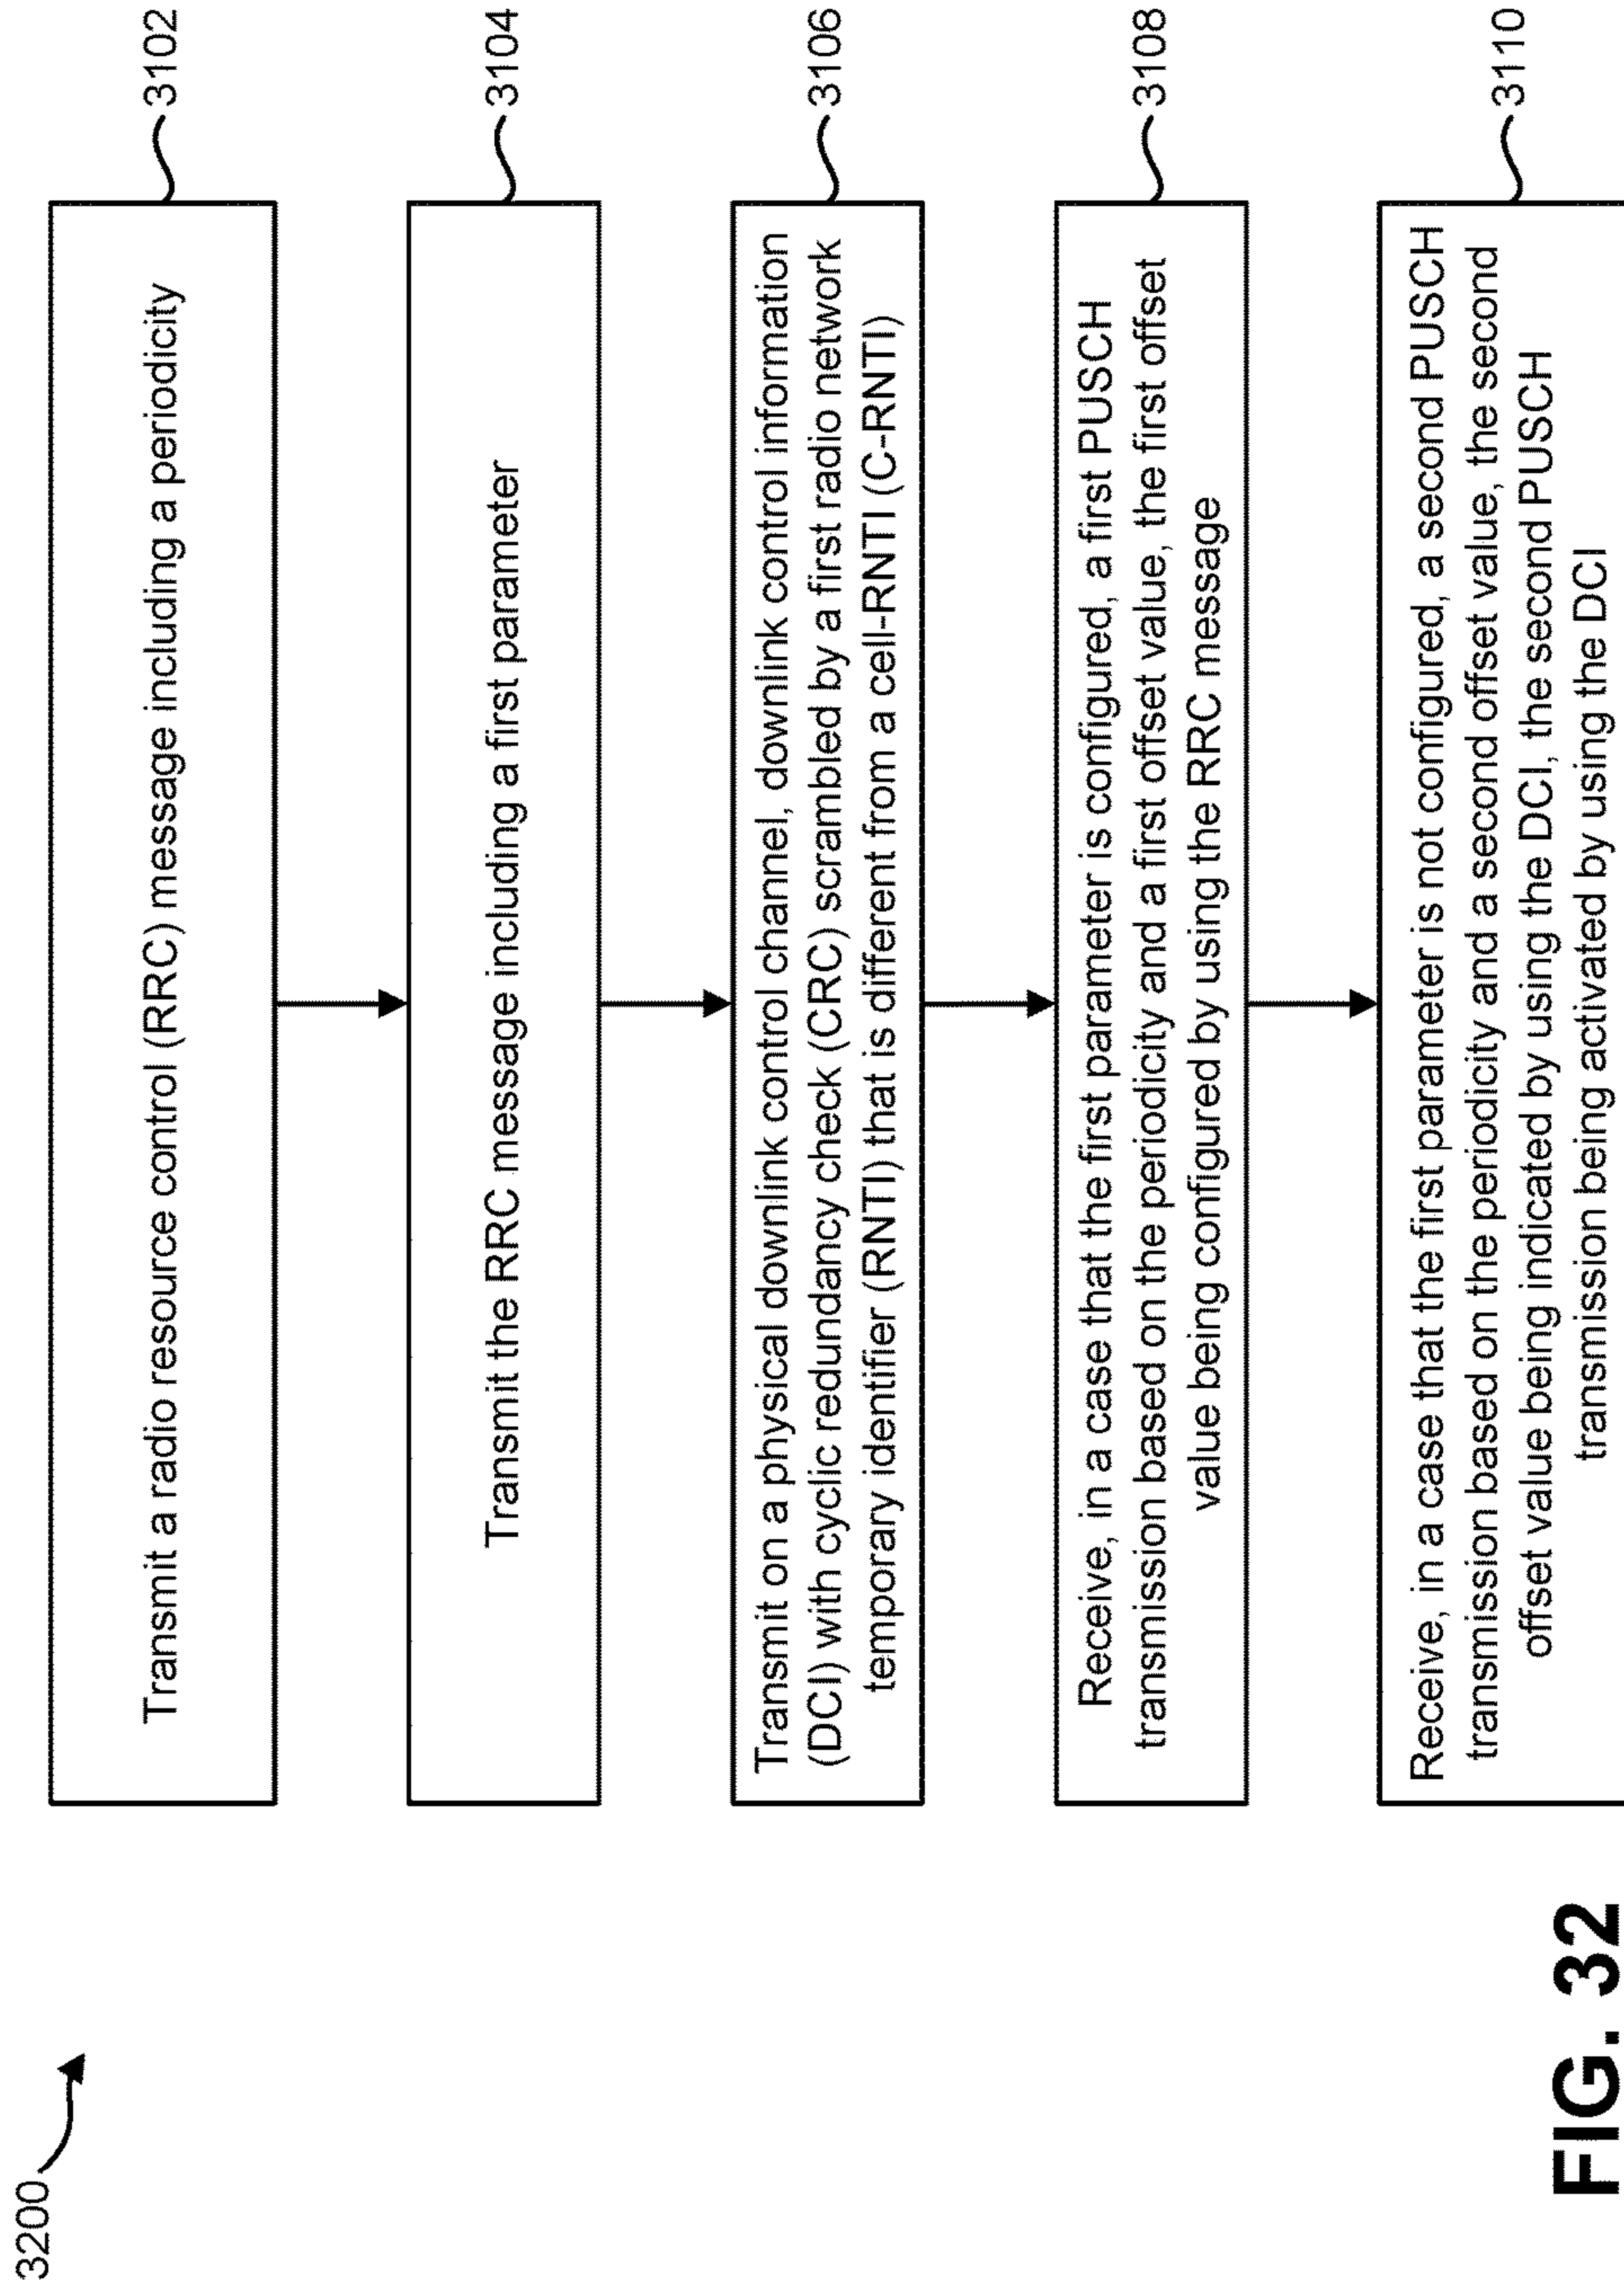 3200
Transmit a radio resource control (RRC) message including a periodicity
3102
Transmit the RRC message including a first parameter
3104
Transmit on a physical downlink control channel, downlink control information
(DCI) with cyclic redundancy check (CRC) scrambled by a first radio network
temporary identifier (RNTI) that is different from a cell-RNTI (C-RNTI)
3106
Receive, in a case that the first parameter is configured, a first PUSCH
transmission based on the periodicity and a first offset value, the first offset
value being configured by using the RRC message
3108
Receive, in a case that the first parameter is not configured, a second PUSCH
transmission based on the periodicity and a second offset value, the second
offset value being indicated by using the DCI, the second PUSCH
transmission being activated by using the DCI
3110
FIG. 32